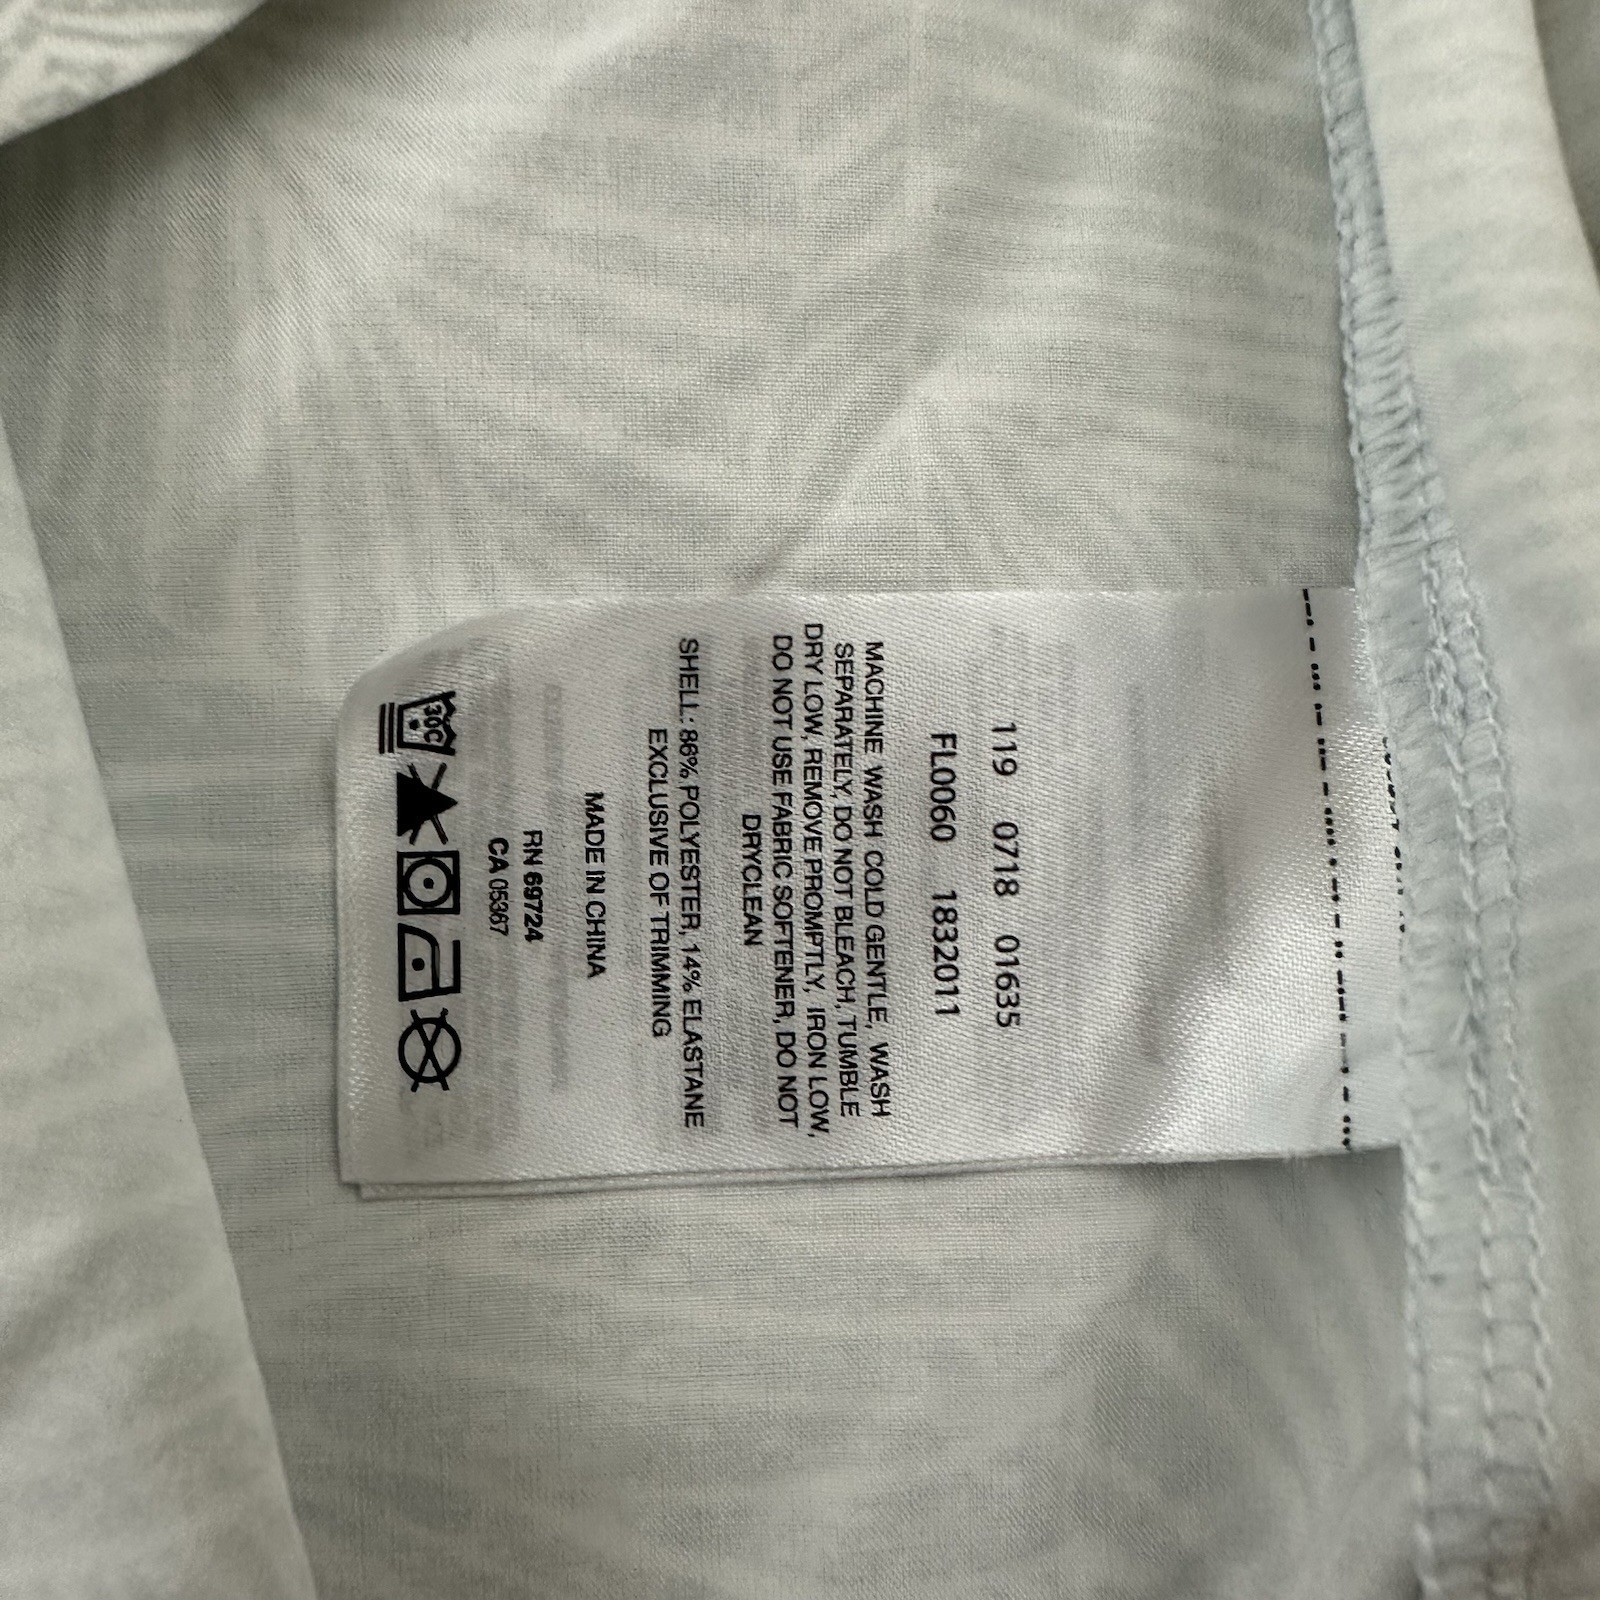 119 0718 01635
FL0060 1832011
MACHINE WASH COLD GENTLE, WASH
SEPARATELY, DO NOT BLEACH, TUMBLE
DRY LOW, REMOVE PROMPTLY, IRON LOW,
DO NOT USE FABRIC SOFTENER, DO NOT
DRYCLEAN
SHELL: 86% POLYESTER, 14% ELASTANE
EXCLUSIVE OF TRIMMING
MADE IN CHINA
RN 69724
CA 05367
30C